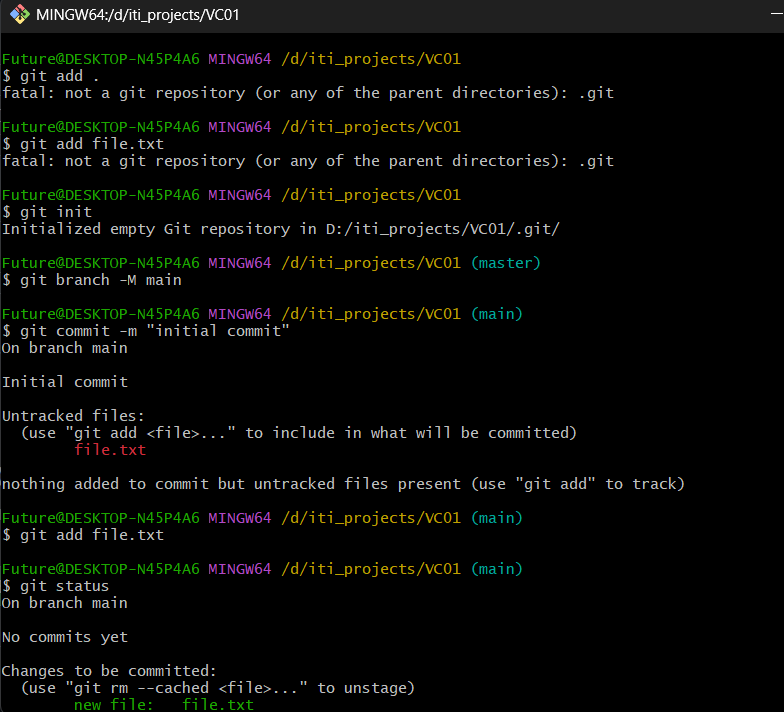 MINGW64:/d/iti_projects/VC01
Future@DESKTOP-N45P4A6 MINGW64 /d/iti_projects/VC01
$ git add .
fatal: not a git repository (or any of the parent directories): .git
Future@DESKTOP-N45P4A6 MINGW64 /d/iti_projects/VC01
$ git add file.txt
fatal: not a git repository (or any of the parent directories): .git
Future@DESKTOP-N45P4A6 MINGW64 /d/iti_projects/VC01
$ git init
Initialized empty Git repository in D:/iti_projects/VC01/.git/
Future@DESKTOP-N45P4A6 MINGW64 /d/iti_projects/VC01 (master)
$ git branch -M main
Future@DESKTOP-N45P4A6 MINGW64 /d/iti_projects/VC01 (main)
$ git commit -m "initial commit"
On branch main
Initial commit
Untracked files:
  (use "git add <file>..." to include in what will be committed)
        file.txt
nothing added to commit but untracked files present (use "git add" to track)
Future@DESKTOP-N45P4A6 MINGW64 /d/iti_projects/VC01 (main)
$ git add file.txt
Future@DESKTOP-N45P4A6 MINGW64 /d/iti_projects/VC01 (main)
$ git status
On branch main
No commits yet
Changes to be committed:
  (use "git rm --cached <file>..." to unstage)
        new file:   file.txt